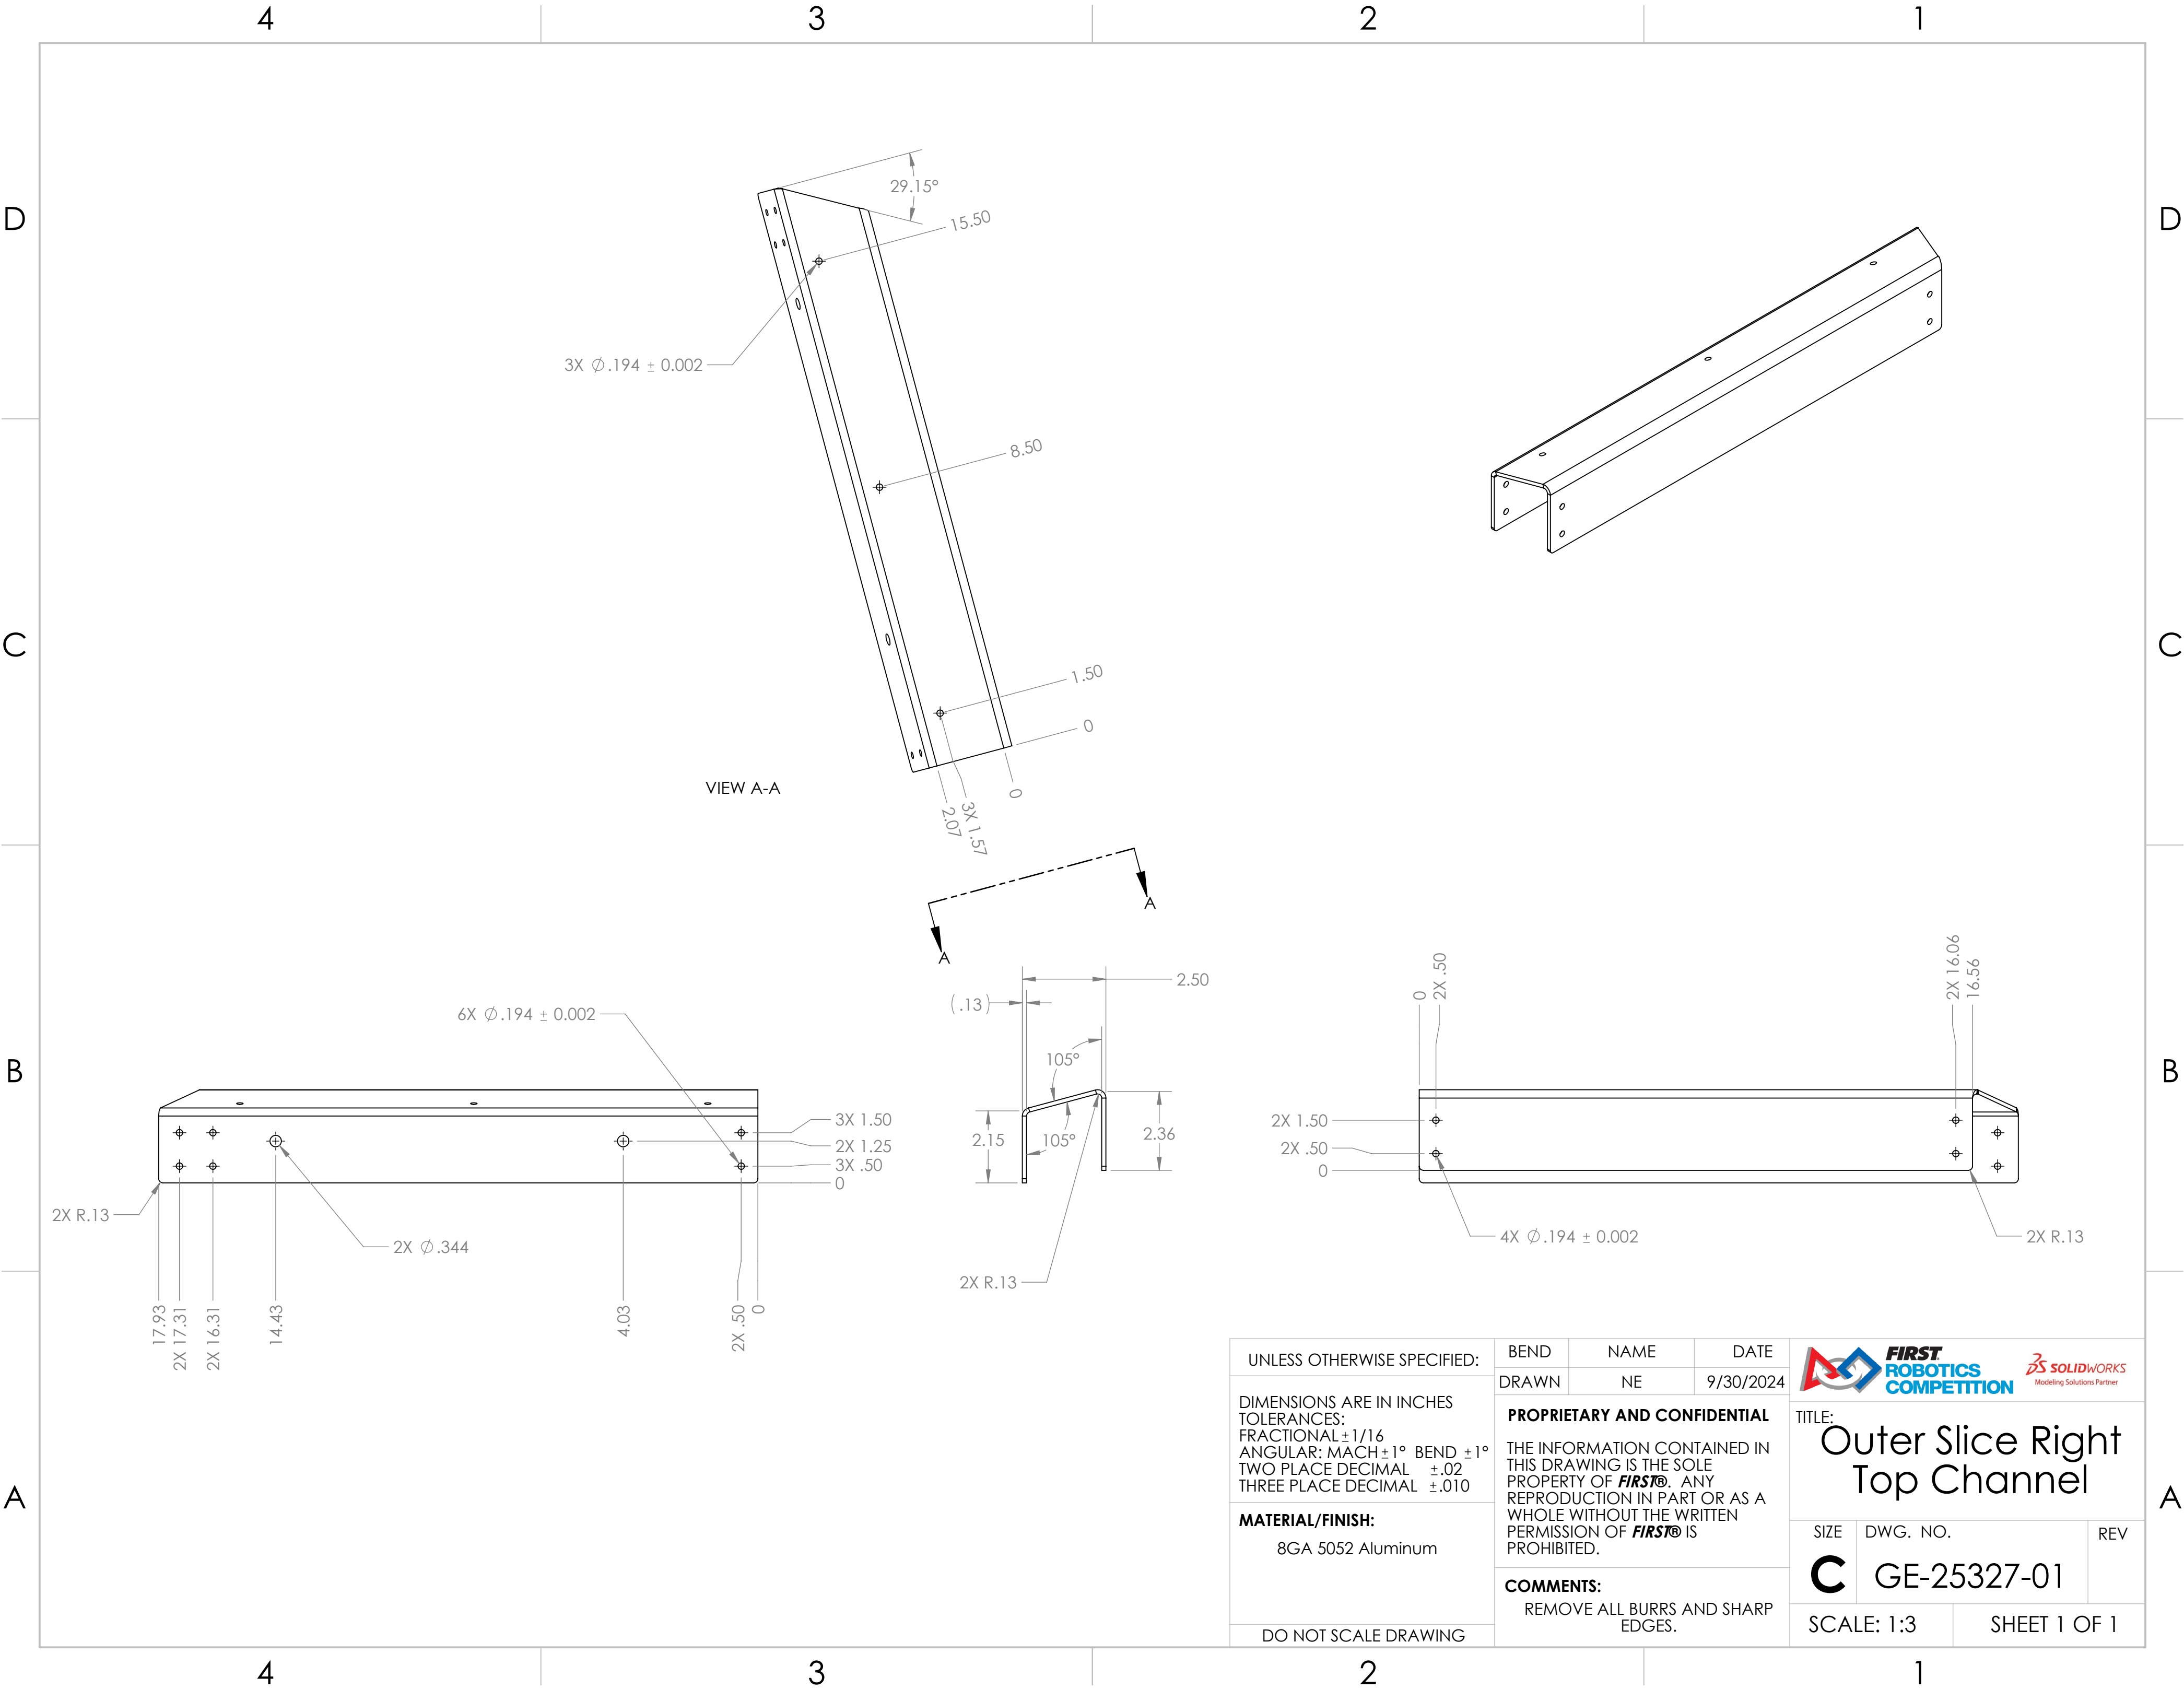 4 3 2 1
D D
C C
B B
A A
29.15°
15.50
3X ⌀.194 ± 0.002
8.50
1.50
0
0
3X 1.57
2.07
VIEW A-A
A
A
6X ⌀.194 ± 0.002
3X 1.50
2X 1.25
3X .50
0
2X R.13
2X ⌀.344
17.93
2X 17.31
2X 16.31
14.43
4.03
2X .50
0
2.50
(.13)
105°
105°
2.15
2.36
2X R.13
0
2X .50
2X 16.06
16.56
2X 1.50
2X .50
0
4X ⌀.194 ± 0.002
2X R.13
UNLESS OTHERWISE SPECIFIED:
DIMENSIONS ARE IN INCHES
TOLERANCES:
FRACTIONAL±1/16
ANGULAR: MACH±1° BEND ±1°
TWO PLACE DECIMAL ±.02
THREE PLACE DECIMAL ±.010
MATERIAL/FINISH:
8GA 5052 Aluminum
DO NOT SCALE DRAWING
BEND NAME DATE
DRAWN NE 9/30/2024
PROPRIETARY AND CONFIDENTIAL
THE INFORMATION CONTAINED IN
THIS DRAWING IS THE SOLE
PROPERTY OF FIRST®. ANY
REPRODUCTION IN PART OR AS A
WHOLE WITHOUT THE WRITTEN
PERMISSION OF FIRST® IS
PROHIBITED.
COMMENTS:
REMOVE ALL BURRS AND SHARP
EDGES.
FIRST
ROBOTICS
COMPETITION
SOLIDWORKS
Modeling Solutions Partner
TITLE:
Outer Slice Right
Top Channel
SIZE DWG. NO. REV
C GE-25327-01
SCALE: 1:3 SHEET 1 OF 1
4 3 2 1